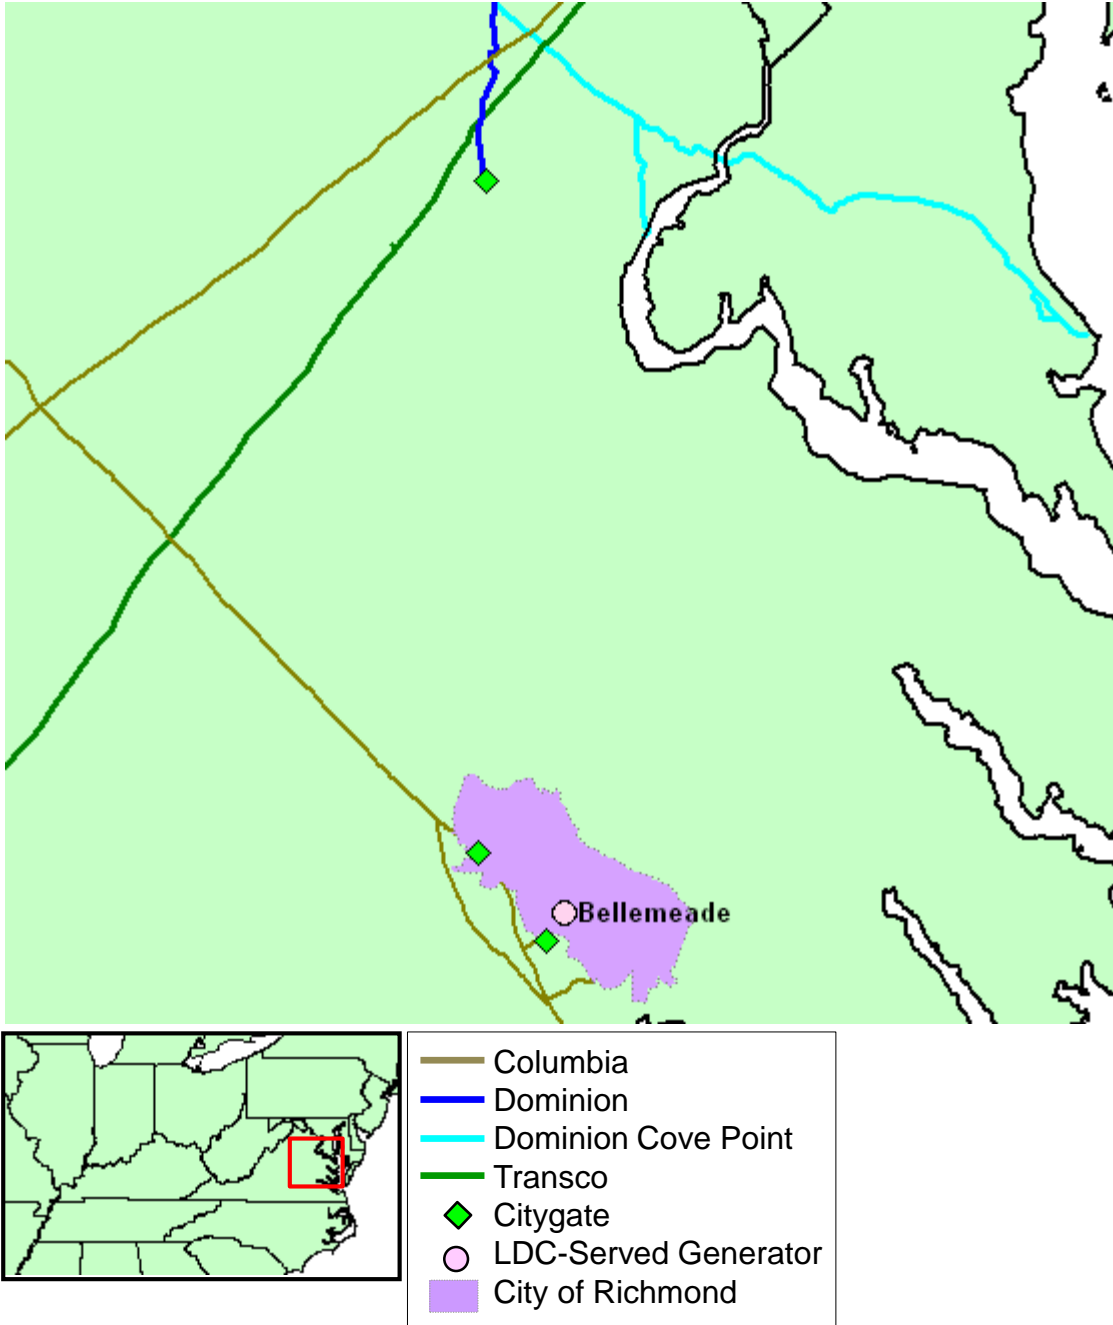 Bellemeade
Columbia
Dominion
Dominion Cove Point
Transco
Citygate
LDC-Served Generator
City of Richmond